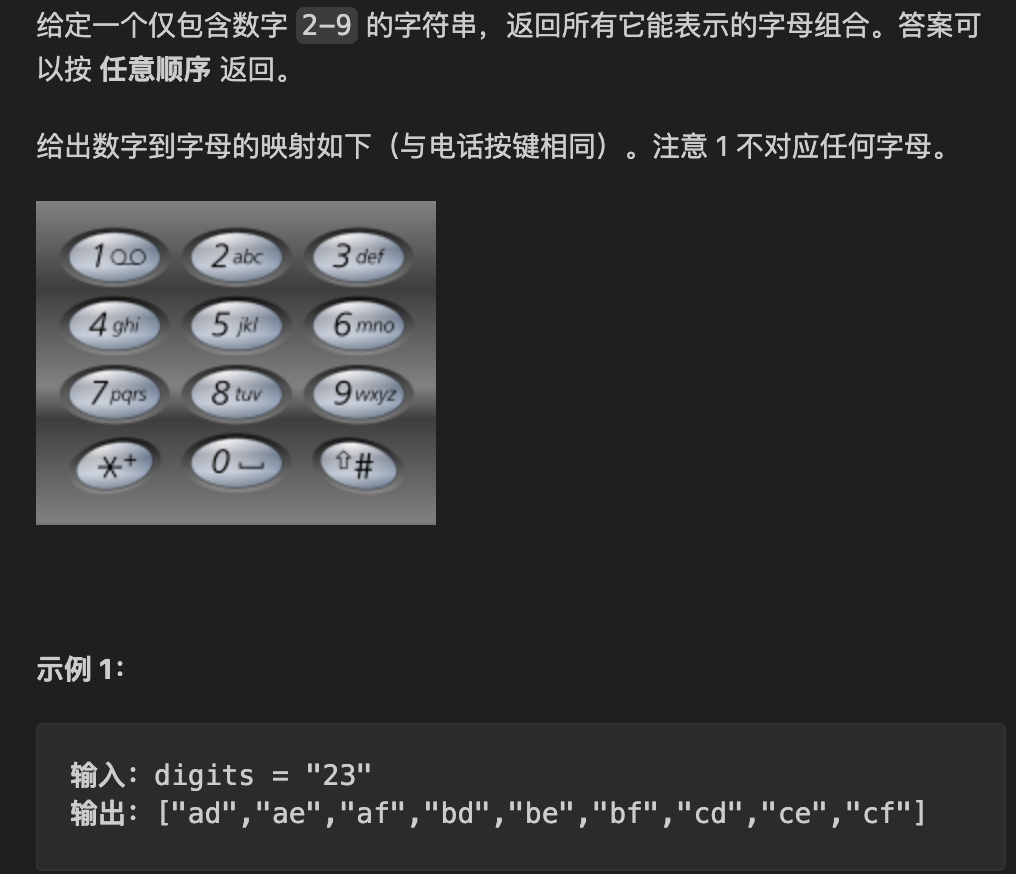 给定一个仅包含数字 2-9 的字符串，返回所有它能表示的字母组合。答案可
以按 任意顺序 返回。
给出数字到字母的映射如下（与电话按键相同）。注意 1 不对应任何字母。
1 2 abc 3 def
4 ghi 5 jkl 6 mno
7 pqrs 8 tuv 9 wxyz
*+ 0 ⇧#
示例 1：
输入：digits = "23"
输出：["ad","ae","af","bd","be","bf","cd","ce","cf"]